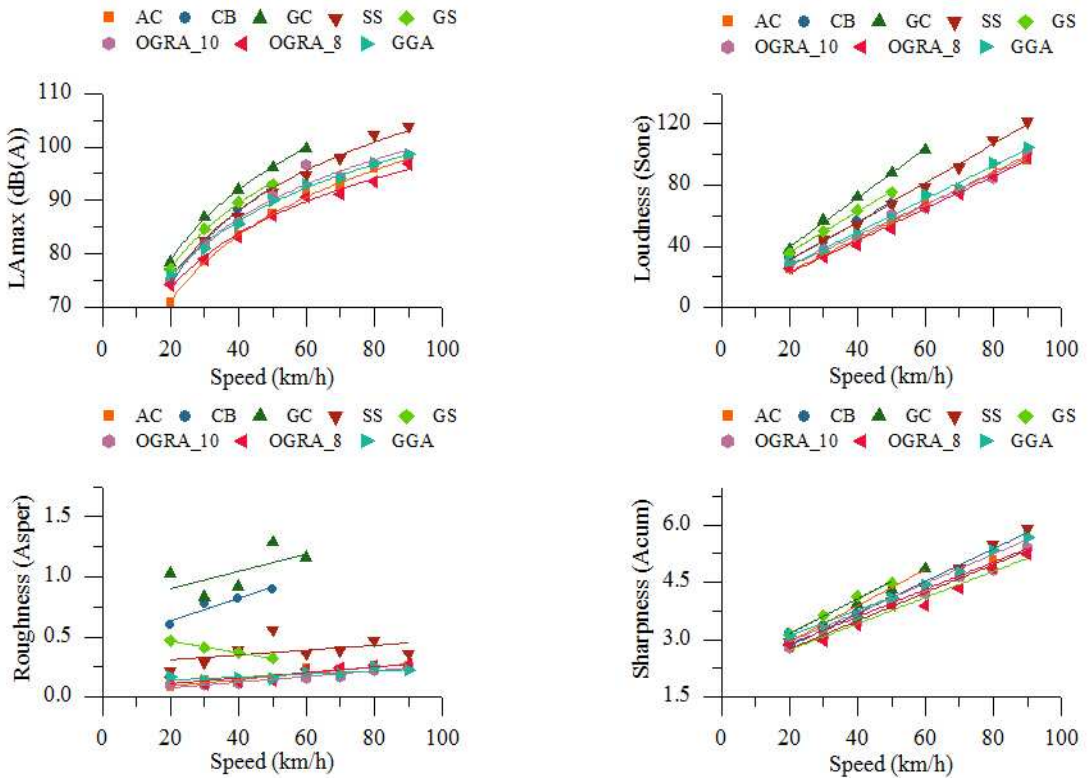 AC CB GC SS GS
OGRA_10 OGRA_8 GGA
LAmax (dB(A))
110
100
90
80
70
0 20 40 60 80 100
Speed (km/h)
AC CB GC SS GS
OGRA_10 OGRA_8 GGA
Loudness (Sone)
120
80
40
0
0 20 40 60 80 100
Speed (km/h)
AC CB GC SS GS
OGRA_10 OGRA_8 GGA
Roughness (Asper)
1.5
1.0
0.5
0.0
0 20 40 60 80 100
Speed (km/h)
AC CB GC SS GS
OGRA_10 OGRA_8 GGA
Sharpness (Acum)
6.0
4.5
3.0
1.5
0 20 40 60 80 100
Speed (km/h)